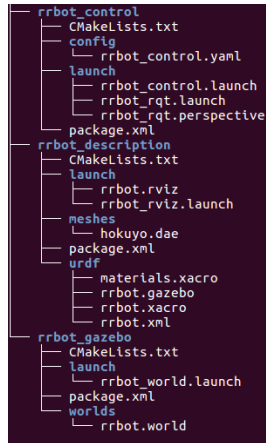 rrbot_control
CMakeLists.txt
config
rrbot_control.yaml
launch
rrbot_control.launch
rrbot_rqt.launch
rrbot_rqt.perspective
package.xml
rrbot_description
CMakeLists.txt
launch
rrbot.rviz
rrbot_rviz.launch
meshes
hokuyo.dae
package.xml
urdf
materials.xacro
rrbot.gazebo
rrbot.xacro
rrbot.xml
rrbot_gazebo
CMakeLists.txt
launch
rrbot_world.launch
package.xml
worlds
rrbot.world